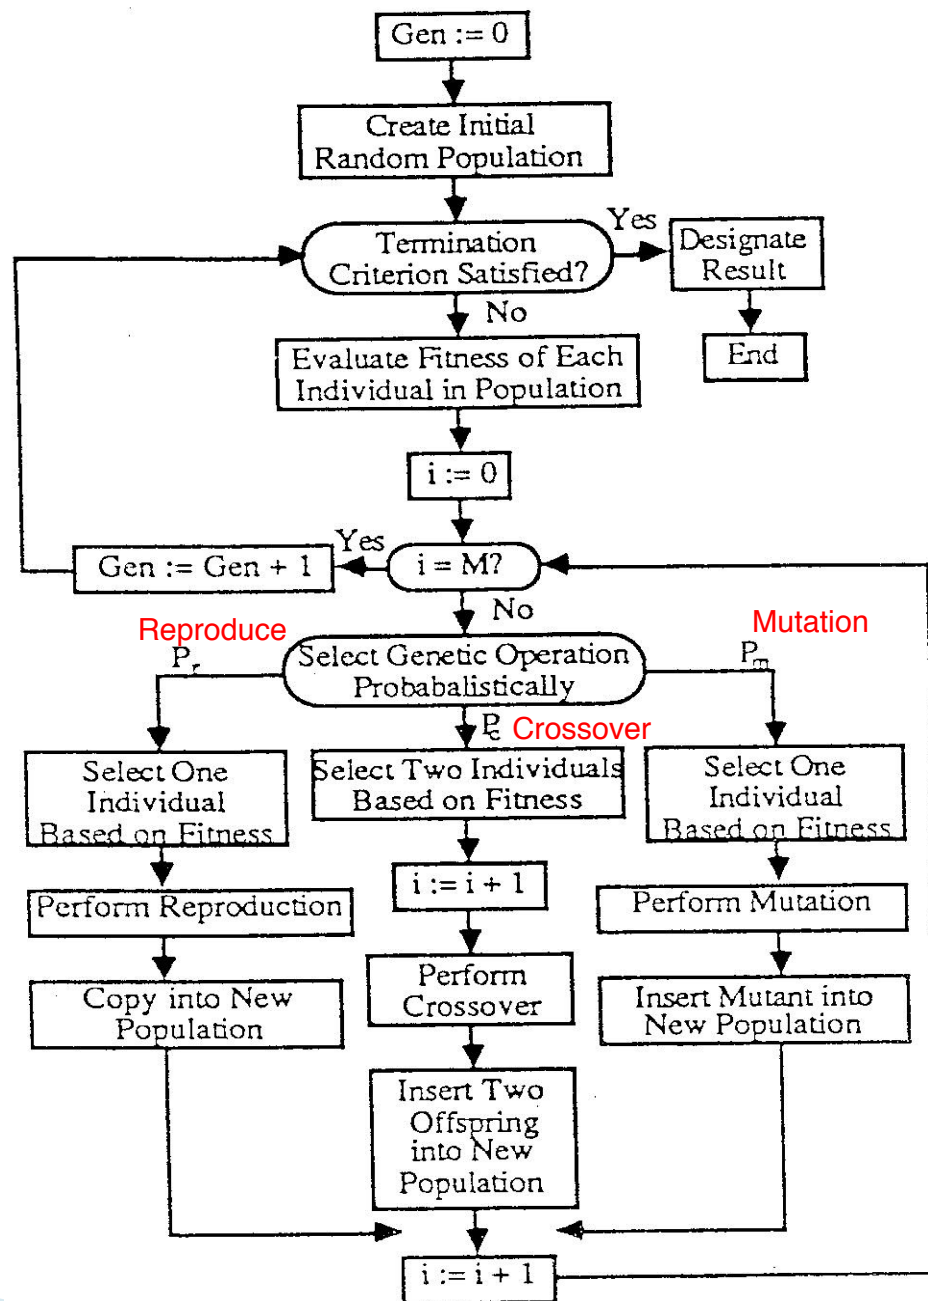 Gen := 0
Create Initial
Random Population
Termination
Criterion Satisfied?
Yes
Designate
Result
End
No
Evaluate Fitness of Each
Individual in Population
i := 0
i = M?
Yes
Gen := Gen + 1
No
Select Genetic Operation
Probabalistically
Reproduce
Pr
Select One
Individual
Based on Fitness
Perform Reproduction
Copy into New
Population
Pc Crossover
Select Two Individuals
Based on Fitness
i := i + 1
Perform
Crossover
Insert Two
Offspring
into New
Population
Mutation
Pm
Select One
Individual
Based on Fitness
Perform Mutation
Insert Mutant into
New Population
i := i + 1